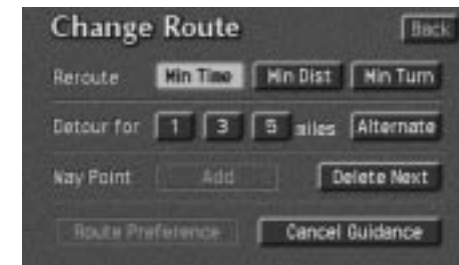 Change Route Back
Reroute Min Time Min Dist Min Turn
Detour for 1 3 5 miles Alternate
Way Point Add Delete Next
Route Preference Cancel Guidance